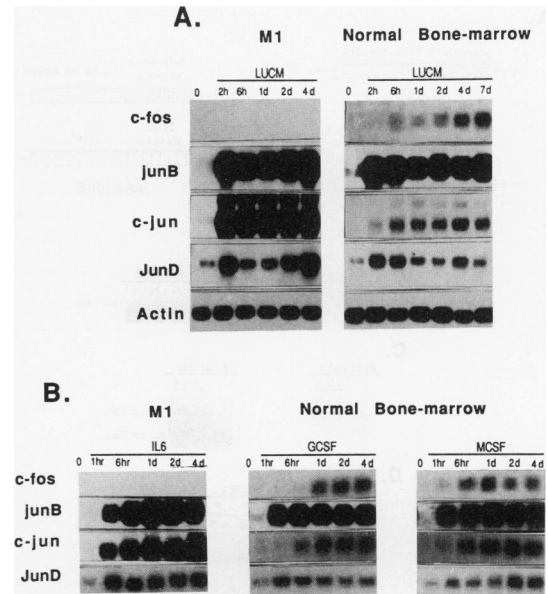 A.
M1 Normal Bone-marrow
LUCM LUCM
0 2h 6h 1d 2d 4d 0 2h 6h 1d 2d 4d 7d
c-fos
junB
c-jun
JunD
Actin
B.
M1 Normal Bone-marrow
IL6 GCSF MCSF
0 1hr 6hr 1d 2d 4d 0 1hr 6hr 1d 2d 4d 0 1hr 6hr 1d 2d 4d
c-fos
junB
c-jun
JunD